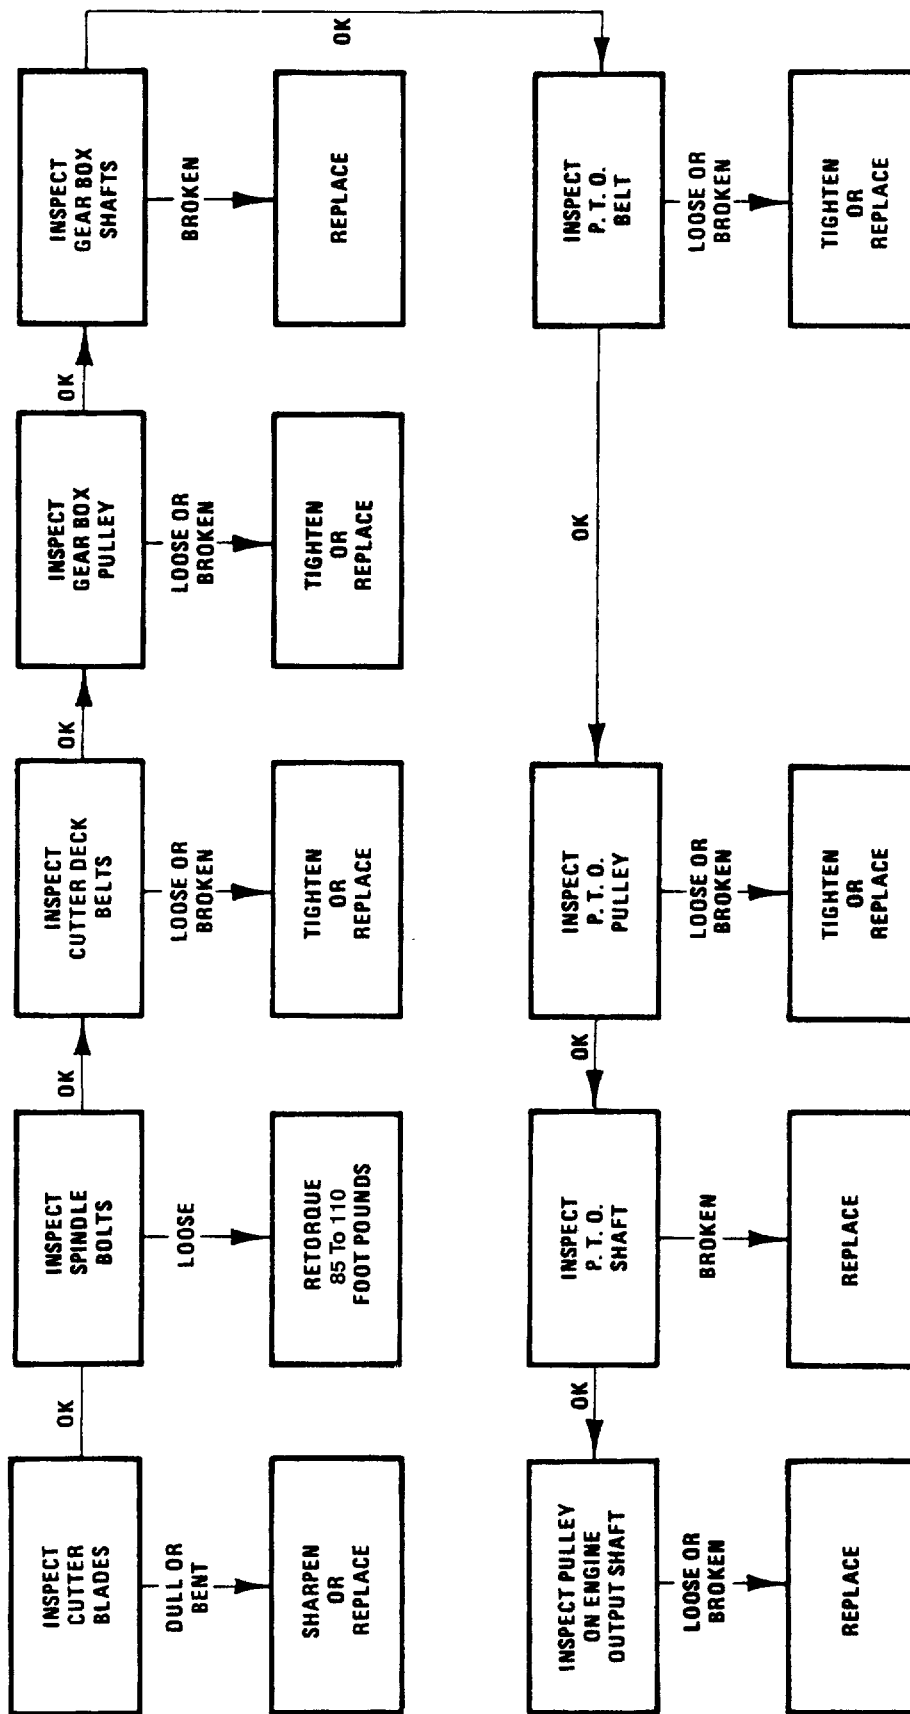 INSPECT
CUTTER
BLADES
OK
DULL OR
BENT
SHARPEN
OR
REPLACE
INSPECT
SPINDLE
BOLTS
OK
LOOSE
RETORQUE
85 To 110
FOOT POUNDS
INSPECT
CUTTER DECK
BELTS
OK
LOOSE OR
BROKEN
TIGHTEN
OR
REPLACE
INSPECT
GEAR BOX
PULLEY
OK
LOOSE OR
BROKEN
TIGHTEN
OR
REPLACE
INSPECT
GEAR BOX
SHAFTS
OK
BROKEN
REPLACE
INSPECT
P. T. O.
BELT
OK
LOOSE OR
BROKEN
TIGHTEN
OR
REPLACE
INSPECT
P. T. O.
PULLEY
OK
LOOSE OR
BROKEN
TIGHTEN
OR
REPLACE
INSPECT
P. T. O.
SHAFT
OK
BROKEN
REPLACE
INSPECT PULLEY
ON ENGINE
OUTPUT SHAFT
LOOSE OR
BROKEN
REPLACE